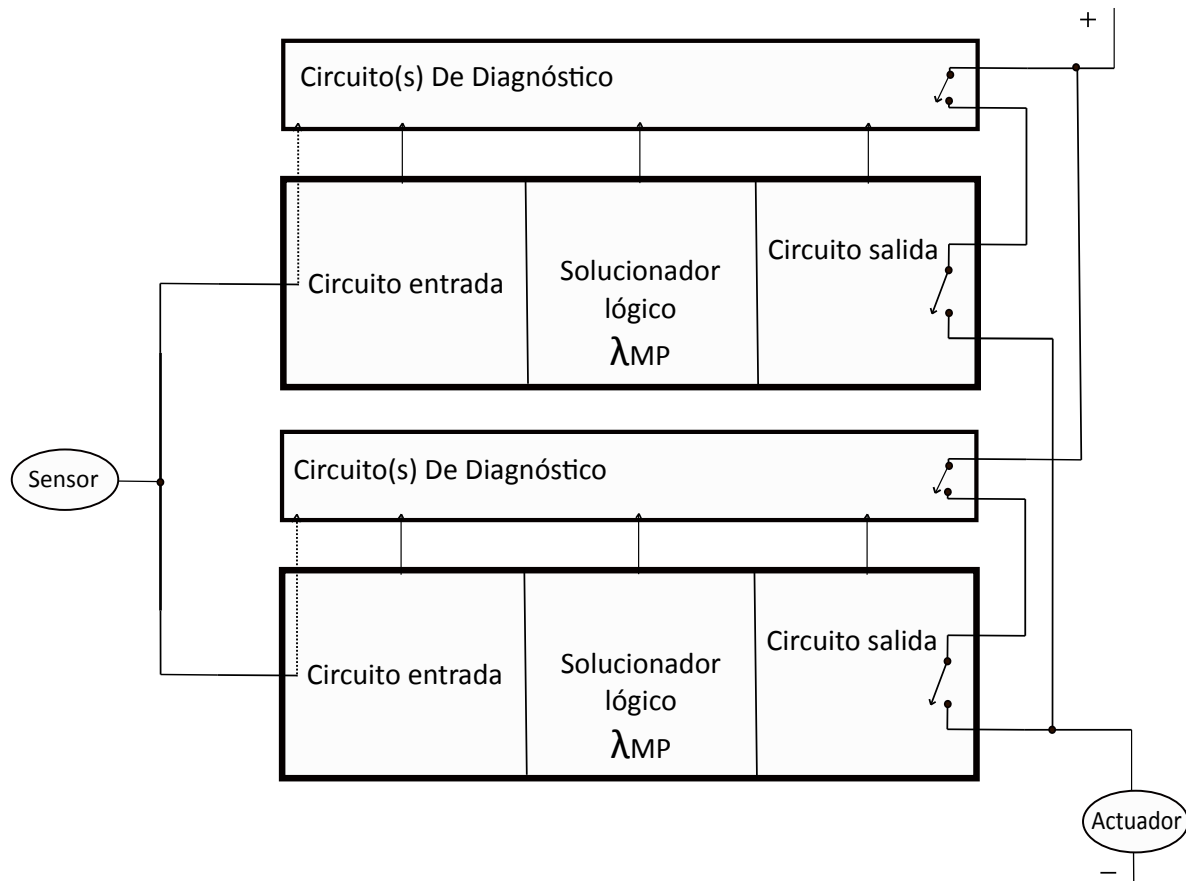 +
Circuito(s) De Diagnóstico
Circuito entrada
Solucionador
lógico
λMP
Circuito salida
Sensor
Circuito(s) De Diagnóstico
Circuito entrada
Solucionador
lógico
λMP
Circuito salida
Actuador
−